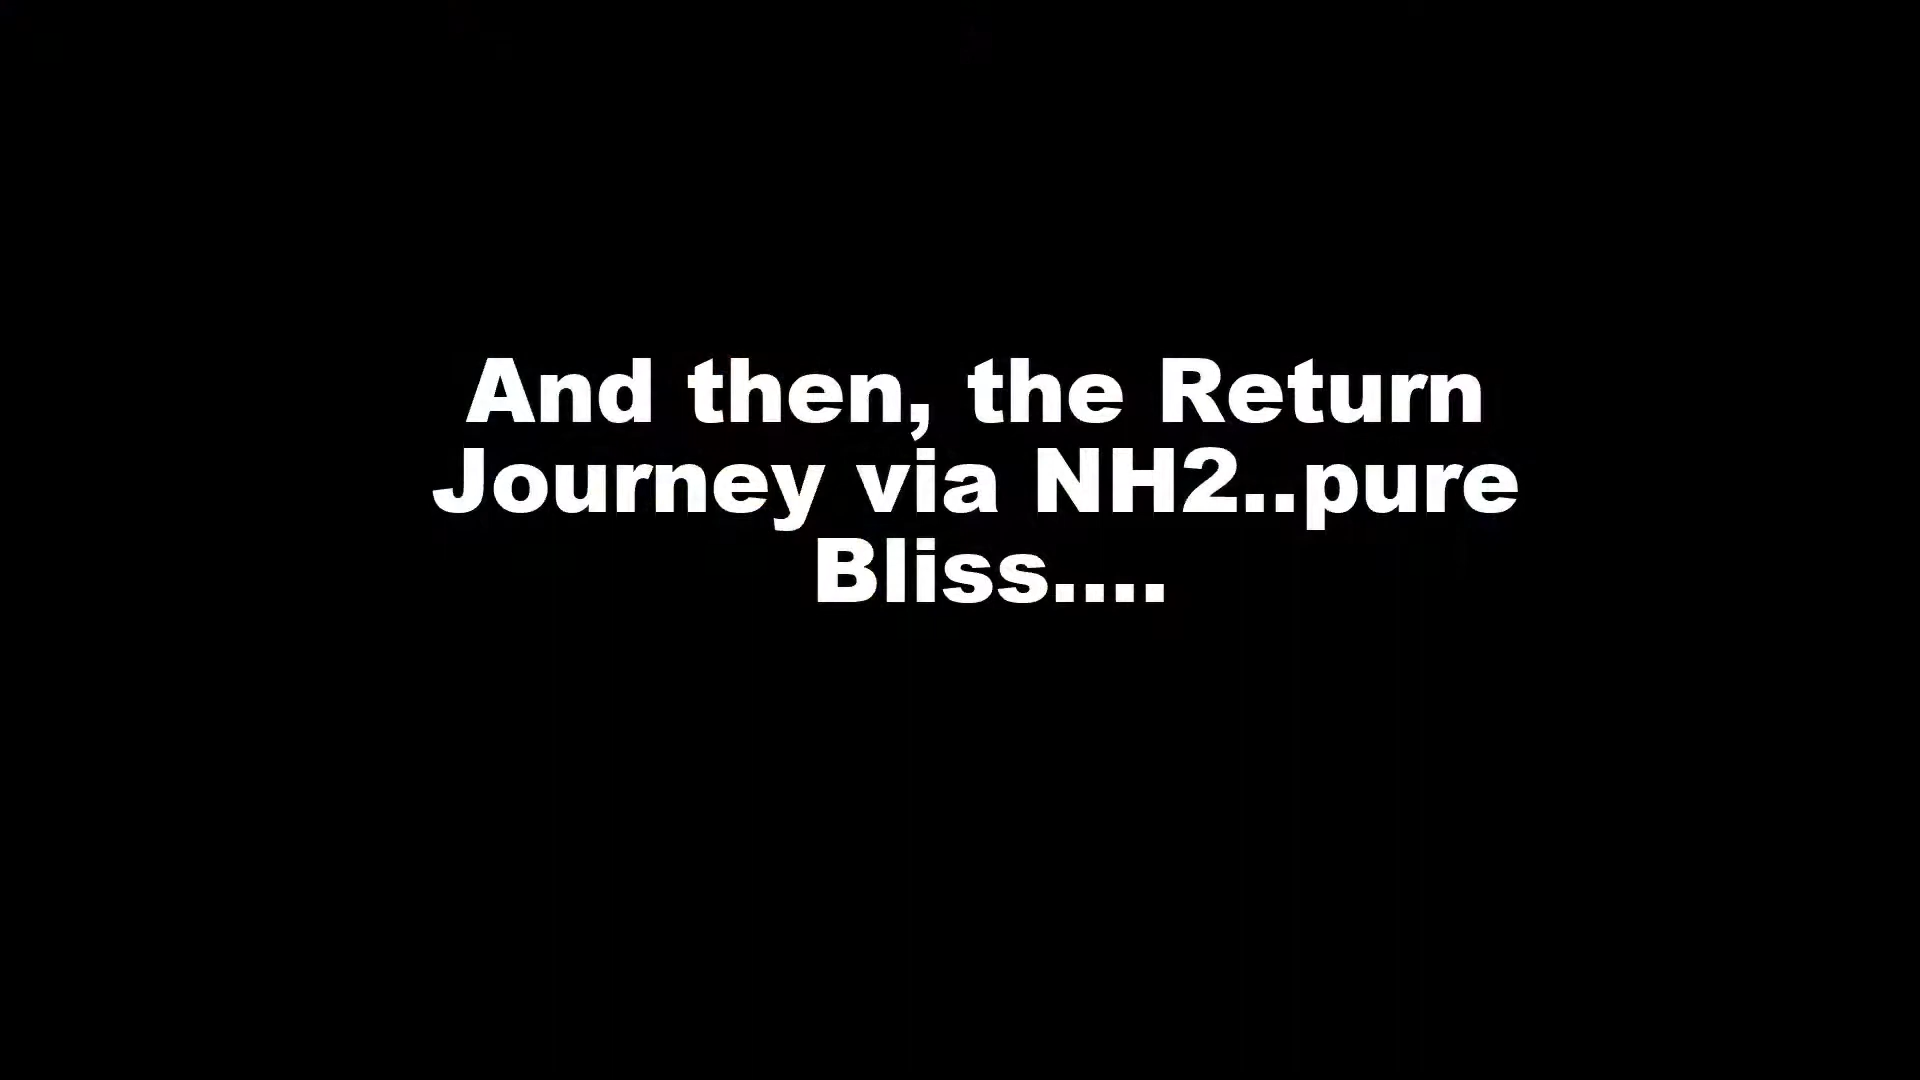 And then, the Return
Journey via NH2..pure
Bliss....